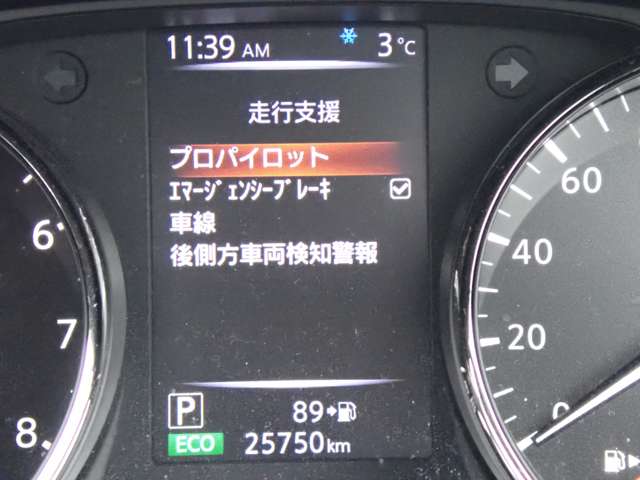 11:39 AM 3°C
走行支援
プロパイロット
ｴﾏｰｼﾞｪﾝｼｰﾌﾞﾚｰｷ
車線
後側方車両検知警報
P 89
ECO 25750km
6
7
8
60
40
20
0